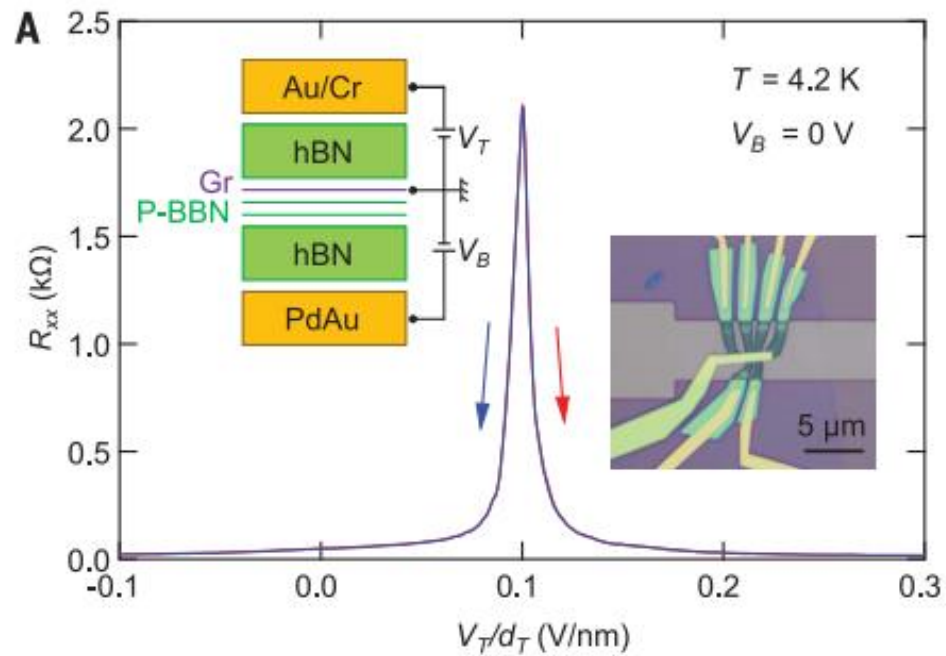 A
2.5
2.0
1.5
1.0
0.5
0.0
R_xx (kΩ)
Au/Cr
hBN
Gr
P-BBN
hBN
PdAu
V_T
V_B
T = 4.2 K
V_B = 0 V
5 μm
-0.1
0.0
0.1
0.2
0.3
V_T/d_T (V/nm)